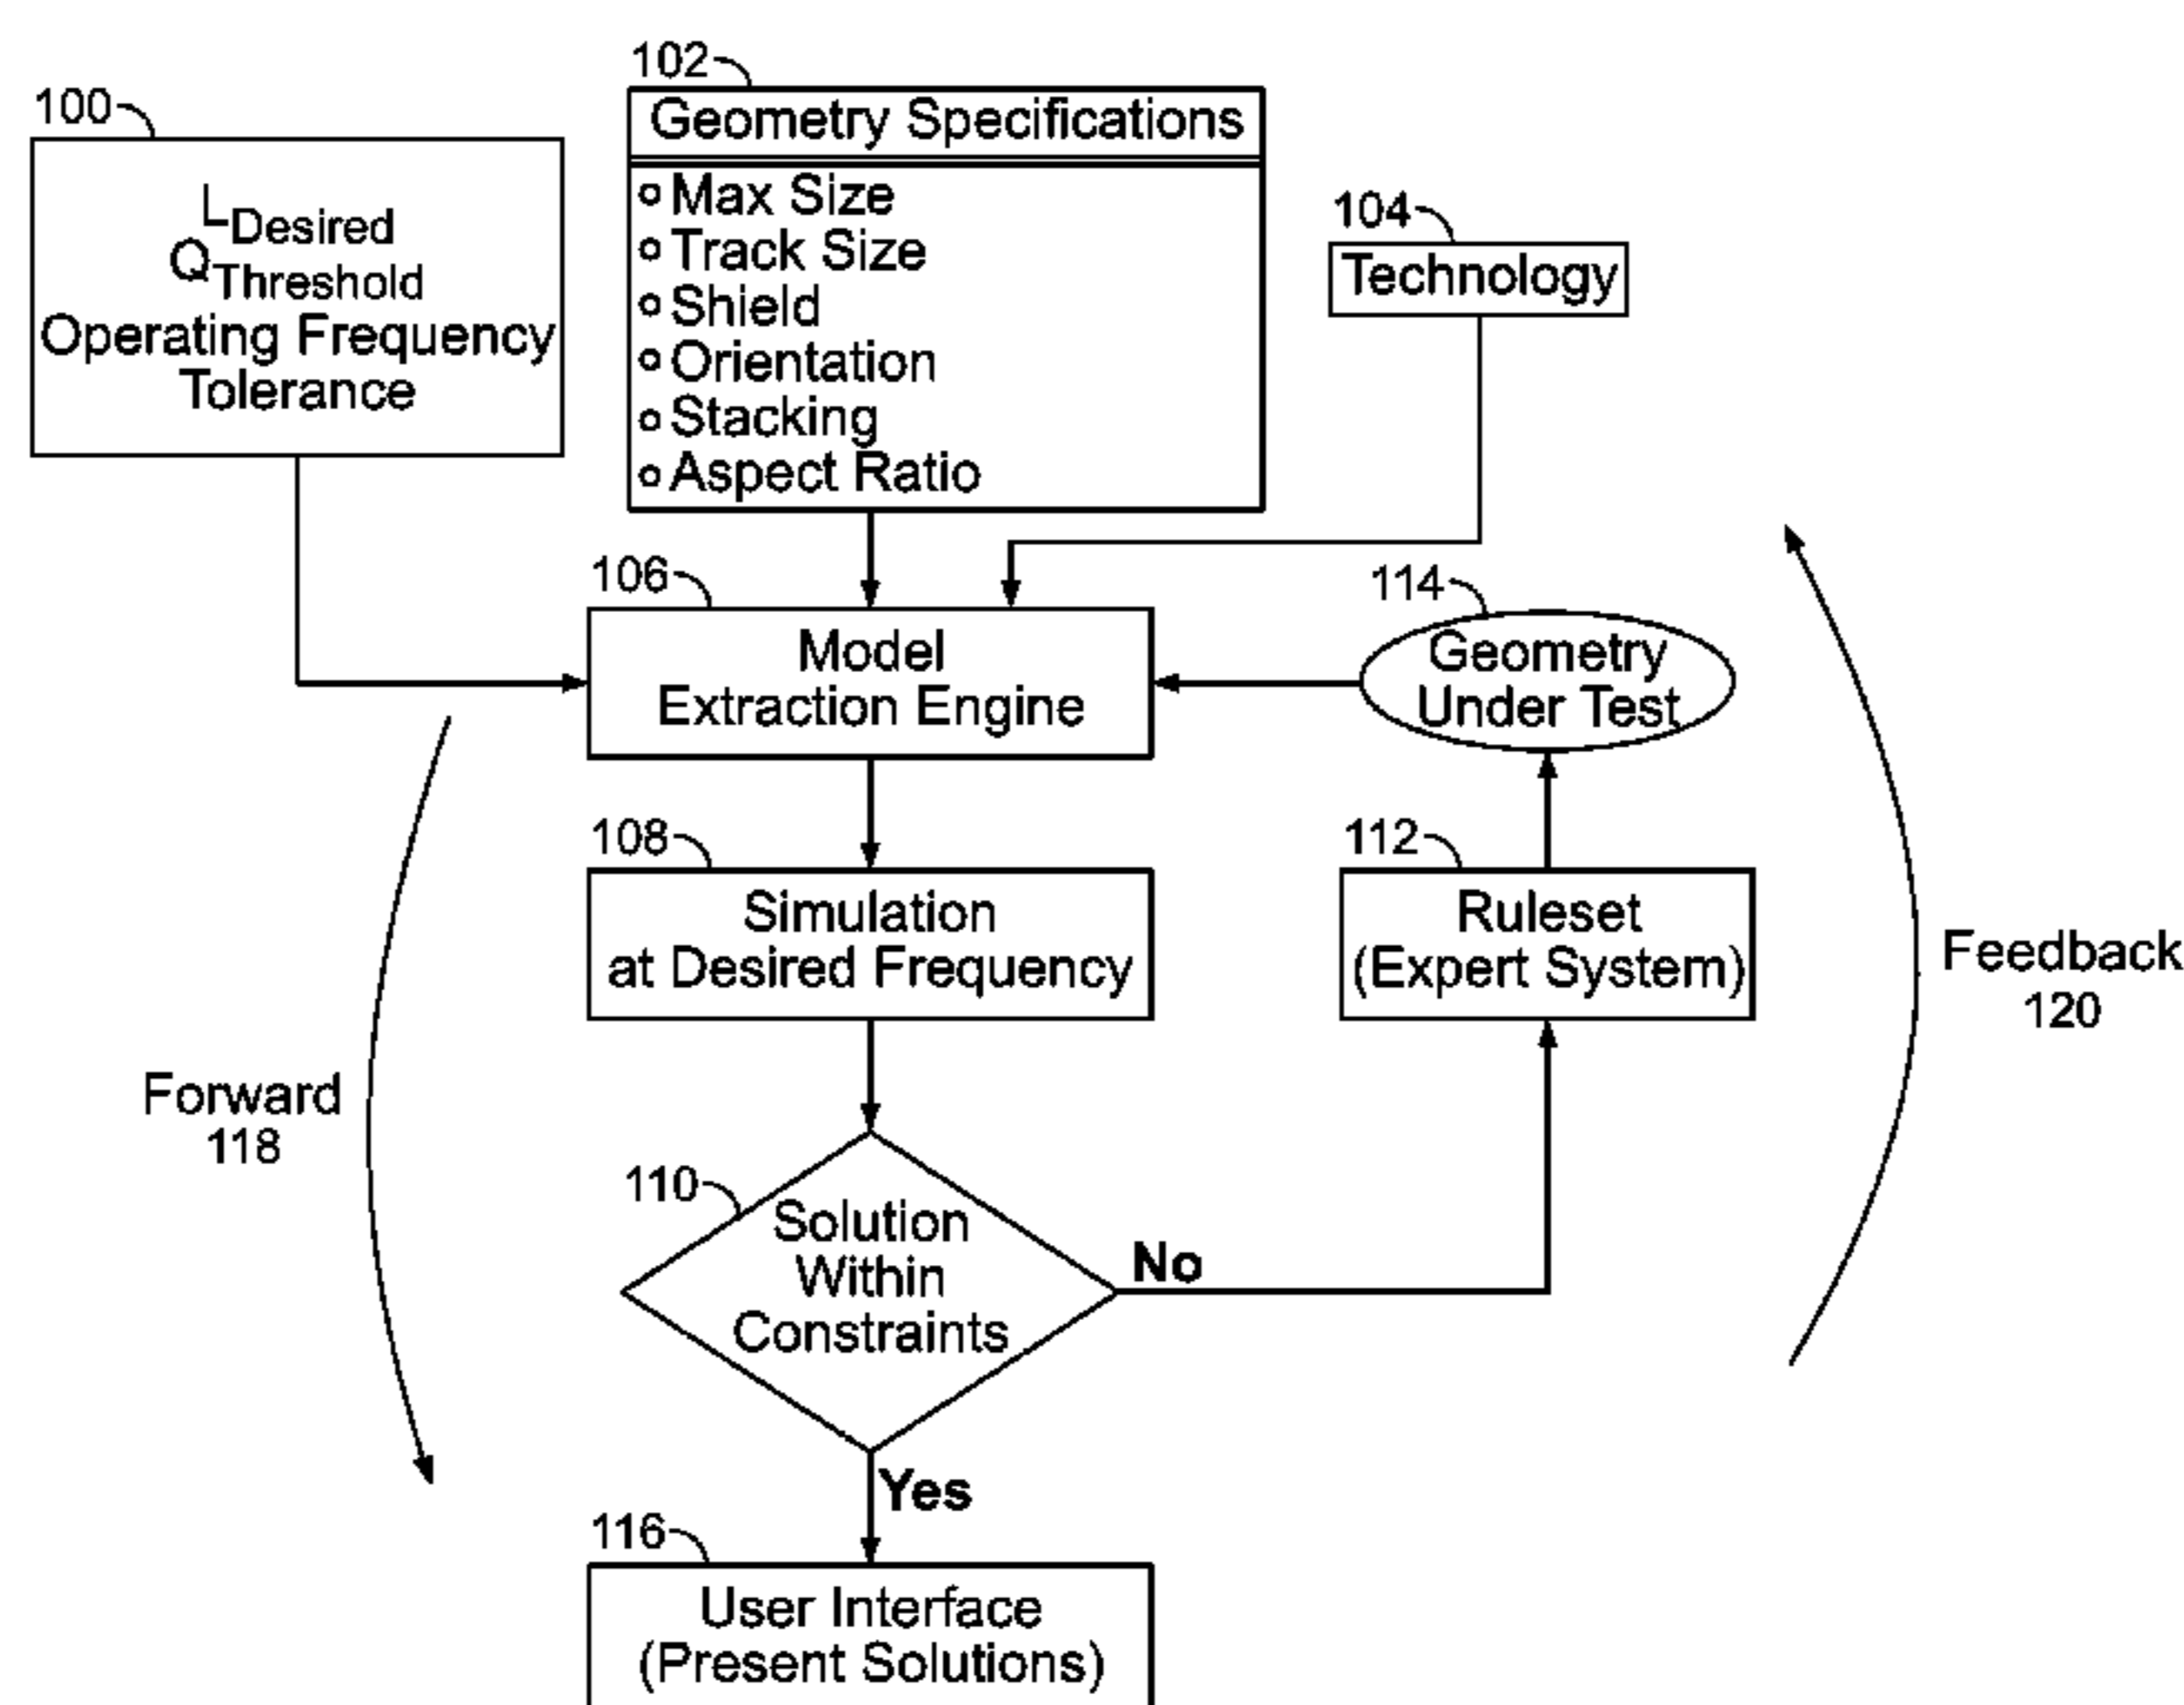 100
L Desired
Q Threshold
Operating Frequency
Tolerance
102
Geometry Specifications
o Max Size
o Track Size
o Shield
o Orientation
o Stacking
o Aspect Ratio
104
Technology
106
Model
Extraction Engine
114
Geometry
Under Test
108
Simulation
at Desired Frequency
112
Ruleset
(Expert System)
Feedback
120
Forward
118
110
Solution
Within
Constraints
No
Yes
116
User Interface
(Present Solutions)